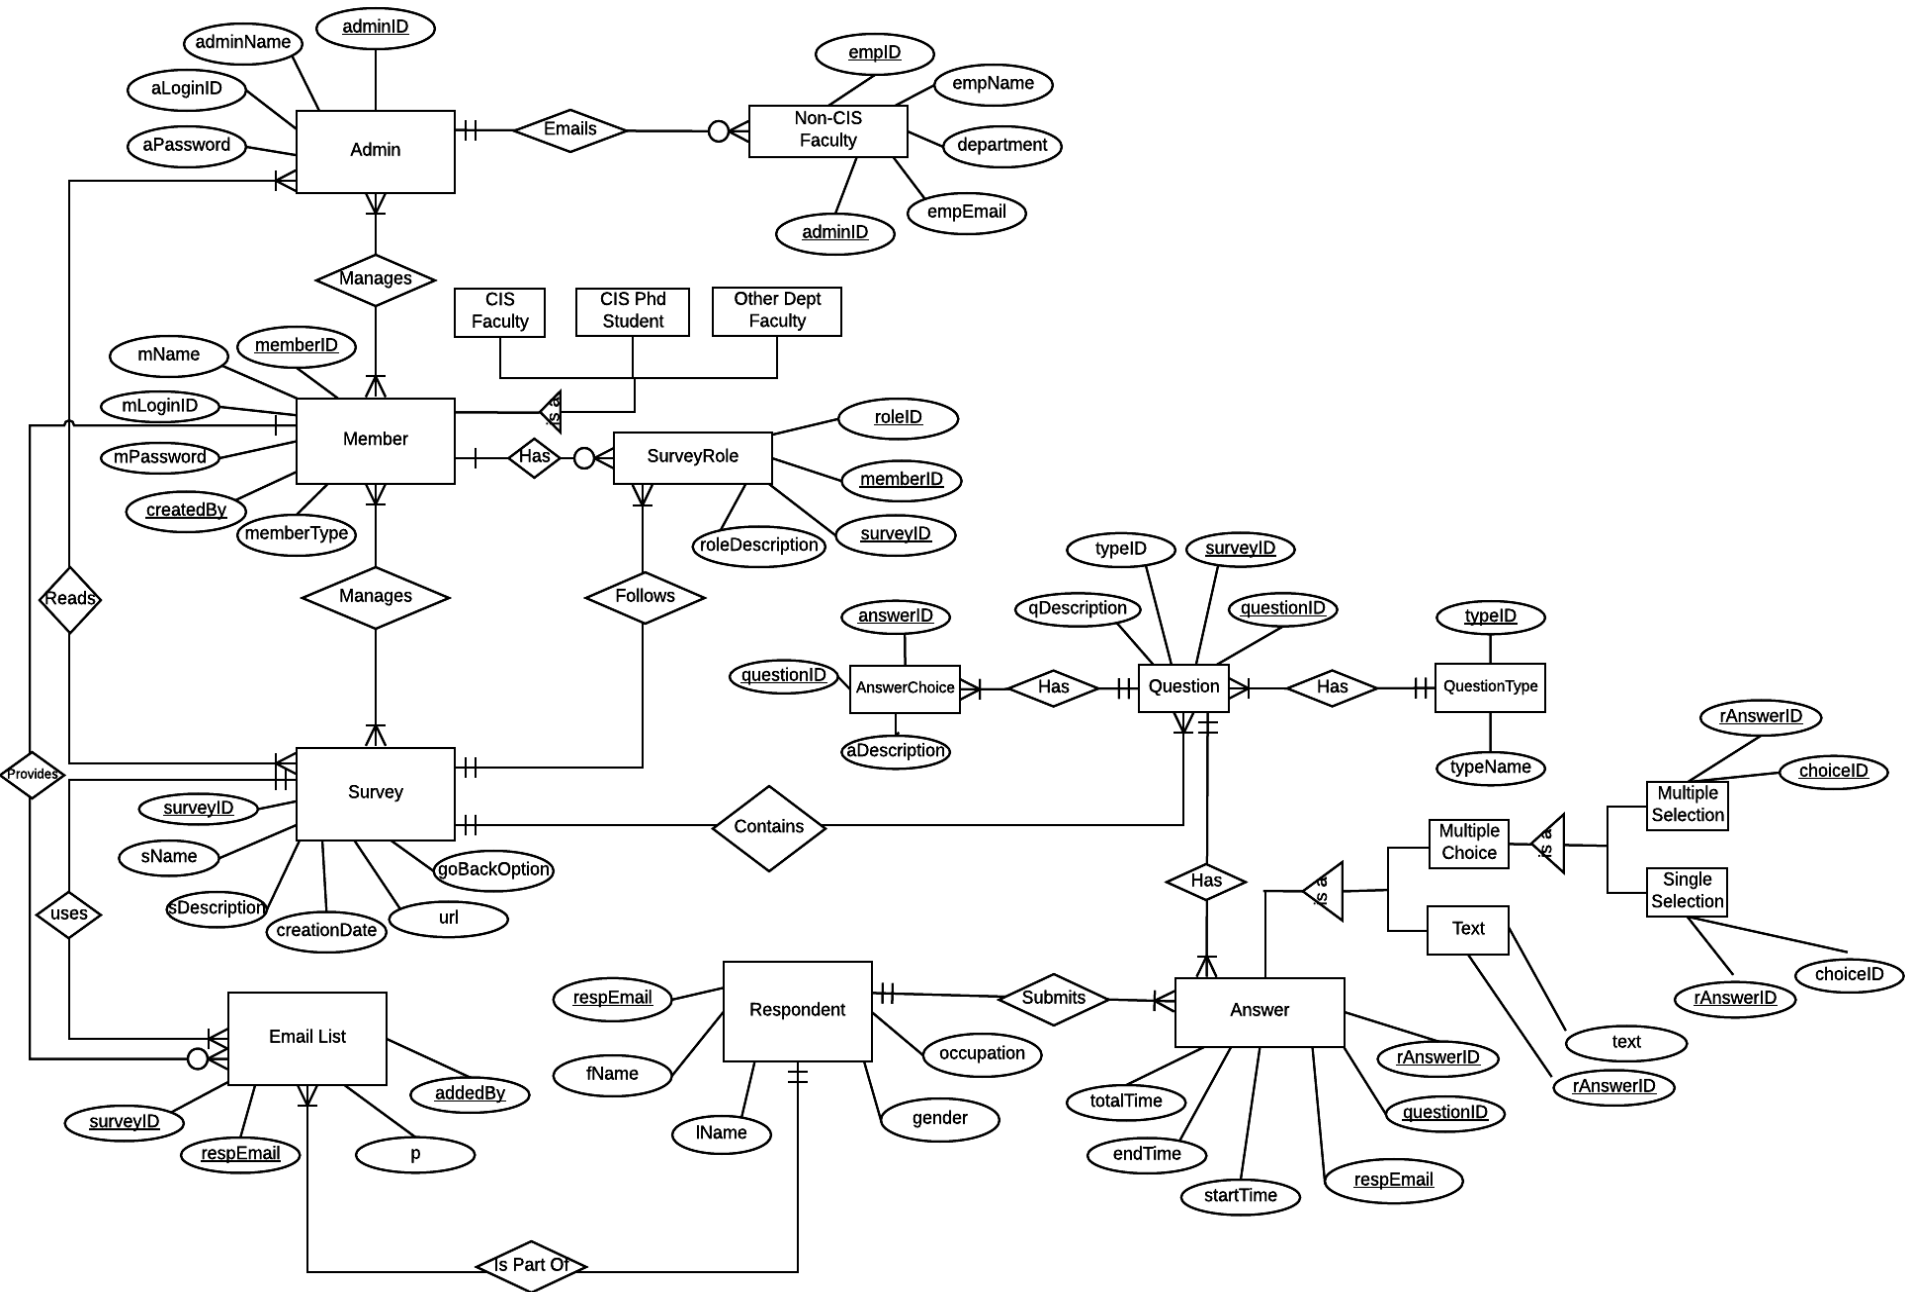 adminID
adminName
aLoginID
aPassword
Admin
Emails
empID
empName
Non-CIS
Faculty
department
empEmail
adminID
Manages
CIS
Faculty
CIS Phd
Student
Other Dept
Faculty
mName
memberID
mLoginID
mPassword
createdBy
memberType
Member
is a
Has
SurveyRole
roleID
memberID
surveyID
roleDescription
Reads
Manages
Follows
typeID
surveyID
qDescription
questionID
answerID
questionID
AnswerChoice
aDescription
Has
Question
Has
typeID
QuestionType
typeName
Provides
Survey
surveyID
sName
sDescription
creationDate
url
goBackOption
Contains
rAnswerID
choiceID
Multiple
Selection
Multiple
Choice
is a
is a
Single
Selection
Text
choiceID
rAnswerID
text
rAnswerID
Has
uses
Email List
surveyID
respEmail
p
addedBy
respEmail
fName
lName
Respondent
occupation
gender
Submits
Answer
rAnswerID
questionID
totalTime
endTime
startTime
respEmail
Is Part Of